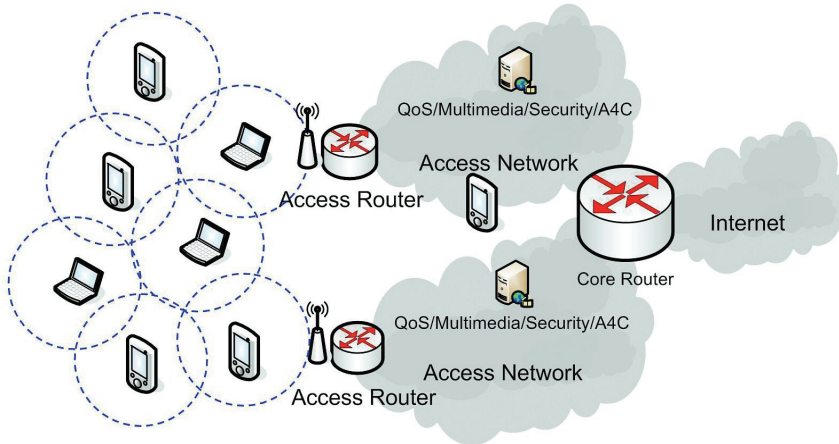 QoS/Multimedia/Security/A4C
Access Network
Access Router
Internet
Core Router
QoS/Multimedia/Security/A4C
Access Network
Access Router